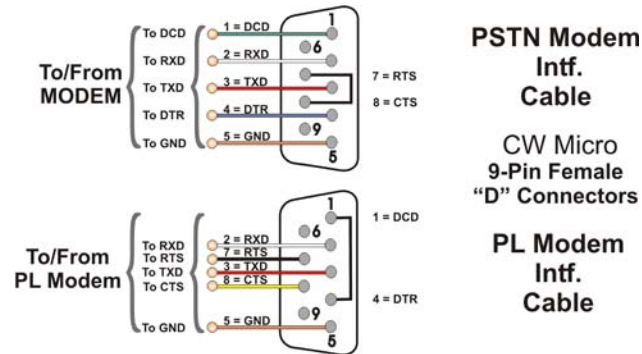 To/From
MODEM
To DCD
To RXD
To TXD
To DTR
To GND
1 = DCD
2 = RXD
3 = TXD
4 = DTR
5 = GND
1
6
9
5
7 = RTS
8 = CTS
PSTN Modem
Intf.
Cable
CW Micro
9-Pin Female
“D” Connectors
To/From
PL Modem
To RXD
To RTS
To TXD
To CTS
To GND
2 = RXD
7 = RTS
3 = TXD
8 = CTS
5 = GND
1
6
9
5
1 = DCD
4 = DTR
PL Modem
Intf.
Cable